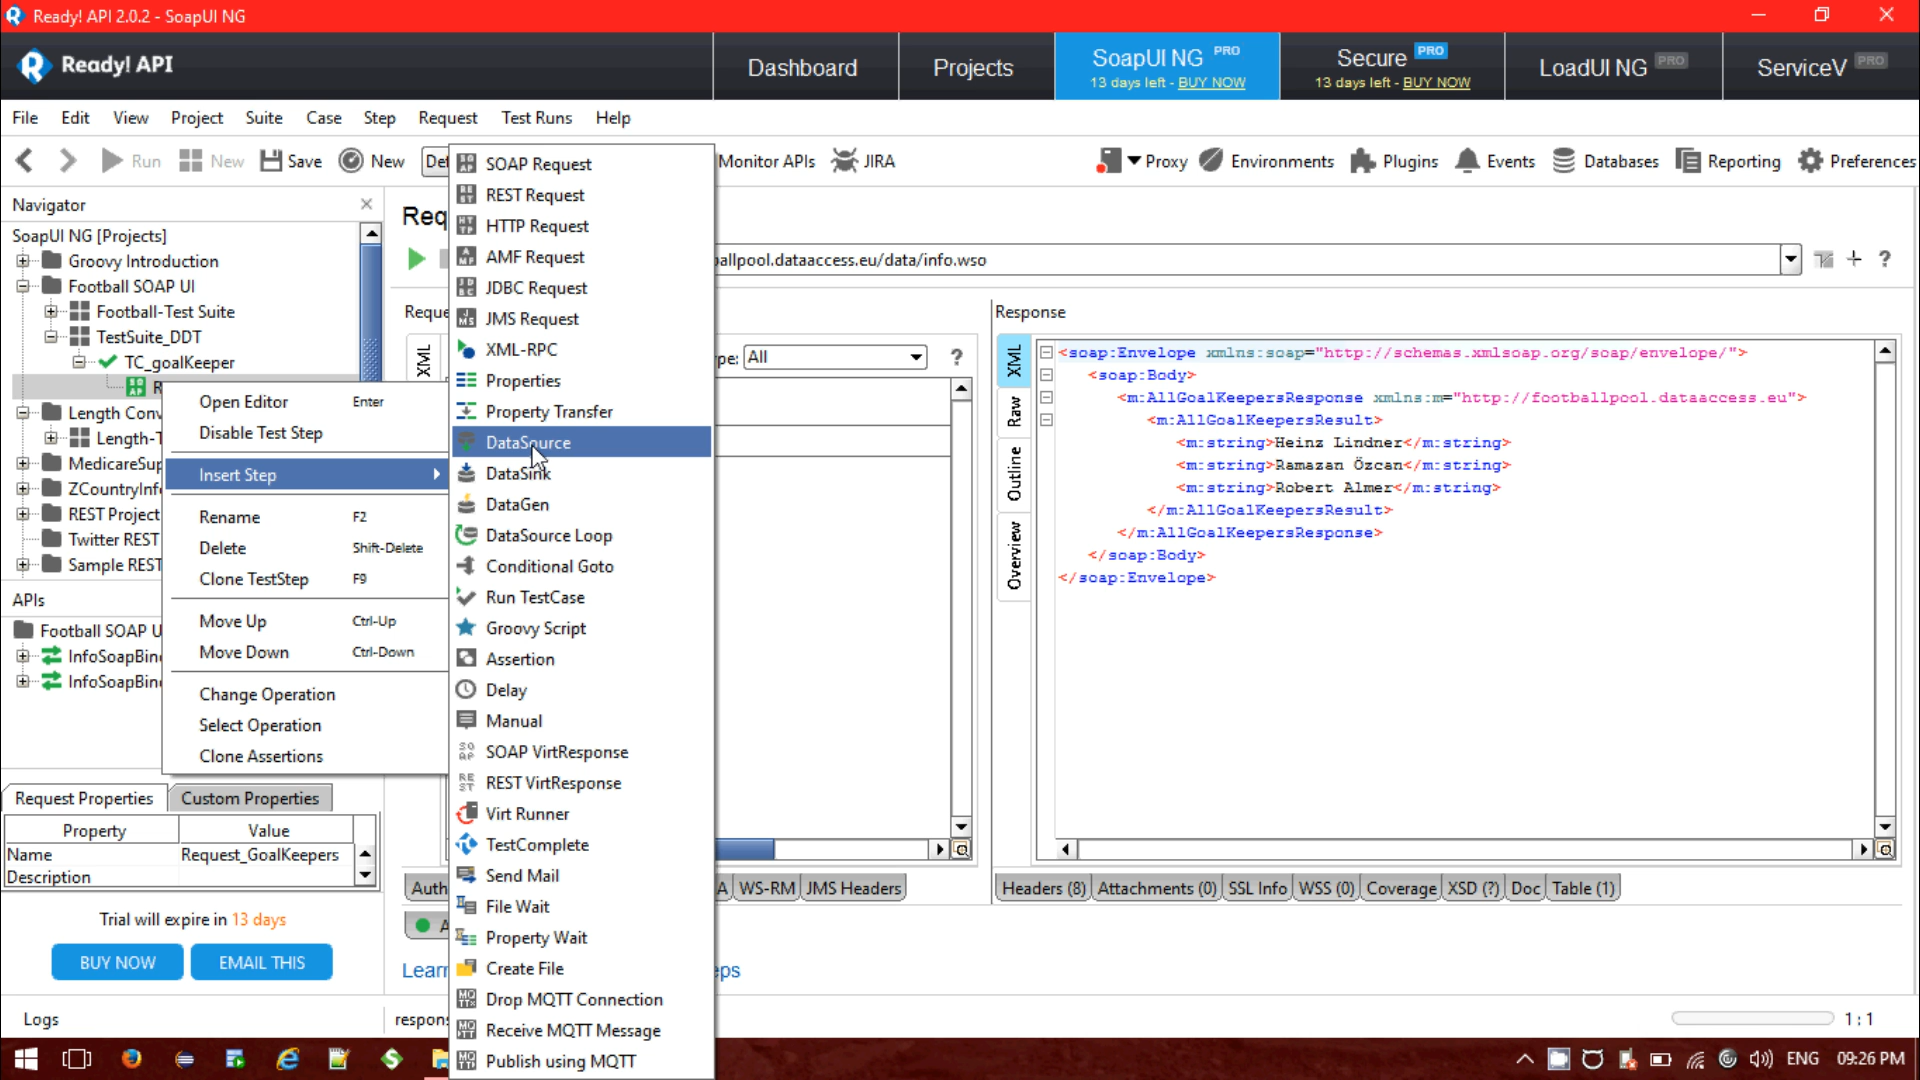 Ready! API 2.0.2 - SoapUI NG
Ready! API
Dashboard
Projects
SoapUI NG PRO
13 days left - BUY NOW
Secure PRO
13 days left - BUY NOW
LoadUI NG PRO
ServiceV PRO
File Edit View Project Suite Case Step Request Test Runs Help
Run New Save New Monitor APIs JIRA Proxy Environments Plugins Events Databases Reporting Preferences
Navigator
SoapUI NG [Projects]
Groovy Introduction
Football SOAP UI
Football-Test Suite
TestSuite_DDT
TC_goalKeeper
Length Conv
Length-T
MedicareSup
ZCountryInfo
REST Project
Twitter REST
Sample REST
APIs
Football SOAP U
InfoSoapBin
InfoSoapBin
Open Editor Enter
Disable Test Step
Insert Step
Rename F2
Delete Shift-Delete
Clone TestStep F9
Move Up Ctrl-Up
Move Down Ctrl-Down
Change Operation
Select Operation
Clone Assertions
SOAP Request
REST Request
HTTP Request
AMF Request
JDBC Request
JMS Request
XML-RPC
Properties
Property Transfer
DataSource
DataSink
DataGen
DataSource Loop
Conditional Goto
Run TestCase
Groovy Script
Assertion
Delay
Manual
SOAP VirtResponse
REST VirtResponse
Virt Runner
TestComplete
Send Mail
File Wait
Property Wait
Create File
Drop MQTT Connection
Receive MQTT Message
Publish using MQTT
Req
allpool.dataaccess.eu/data/info.wso
Reque
XML
pe: All
Response
XML
Raw
Outline
Overview
<soap:Envelope xmlns:soap="http://schemas.xmlsoap.org/soap/envelope/">
<soap:Body>
<m:AllGoalKeepersResponse xmlns:m="http://footballpool.dataaccess.eu">
<m:AllGoalKeepersResult>
<m:string>Heinz Lindner</m:string>
<m:string>Ramazan Özcan</m:string>
<m:string>Robert Almer</m:string>
</m:AllGoalKeepersResult>
</m:AllGoalKeepersResponse>
</soap:Body>
</soap:Envelope>
Auth A WS-RM JMS Headers
Headers (8) Attachments (0) SSL Info WSS (0) Coverage XSD (?) Doc Table (1)
Request Properties Custom Properties
Property Value
Name Request_GoalKeepers
Description
Trial will expire in 13 days
BUY NOW EMAIL THIS
Learn
eps
Logs
respons
1 : 1
ENG 09:26 PM